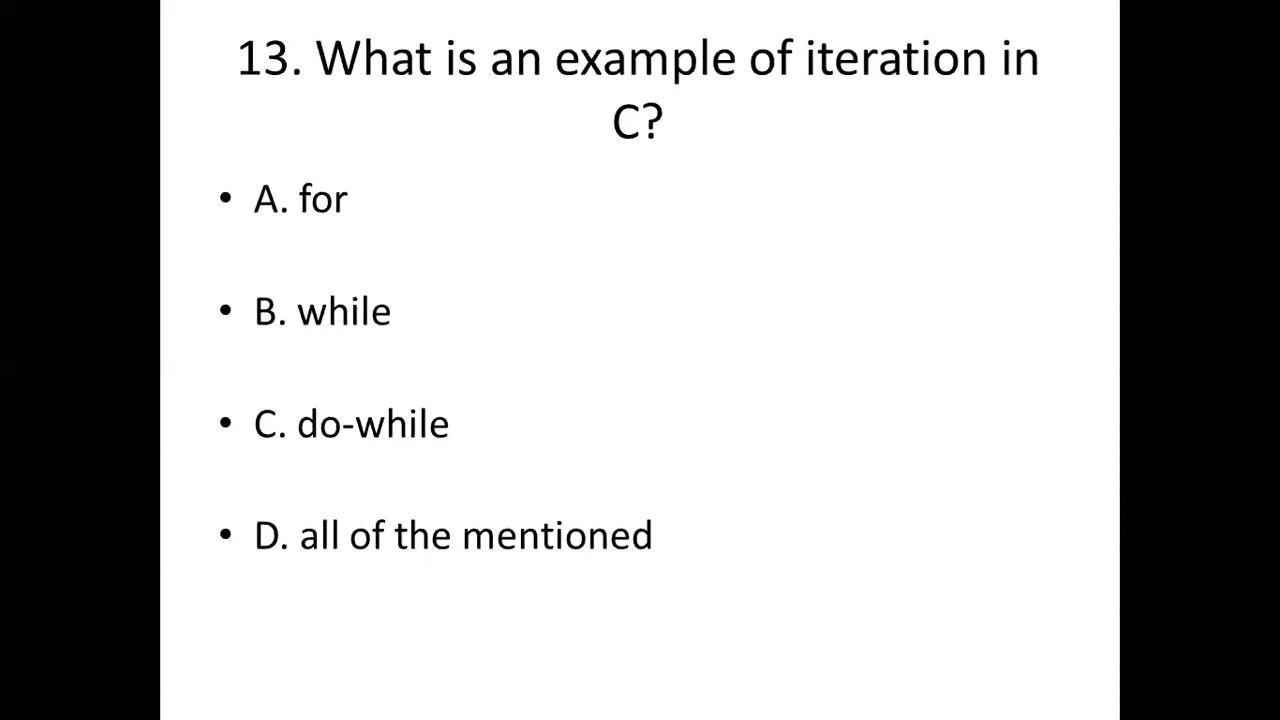 13. What is an example of iteration in
C?
• A. for
• B. while
• C. do-while
• D. all of the mentioned